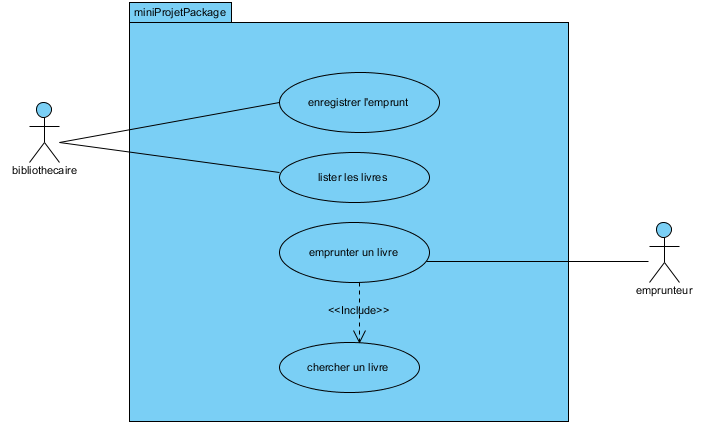 miniProjetPackage
enregistrer l'emprunt
bibliothecaire
lister les livres
emprunter un livre
emprunteur
<<Include>>
chercher un livre